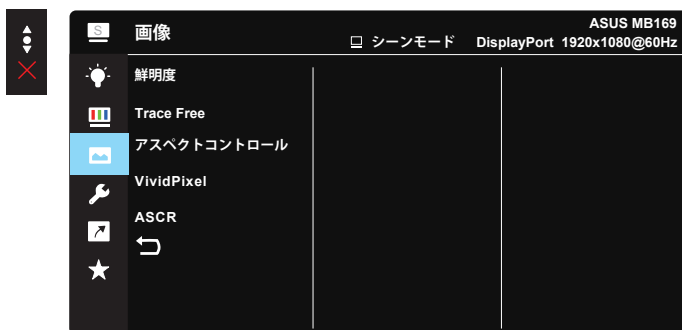 S
画像
ASUS MB169
シーンモード DisplayPort 1920x1080@60Hz
鮮明度
Trace Free
アスペクトコントロール
VividPixel
ASCR